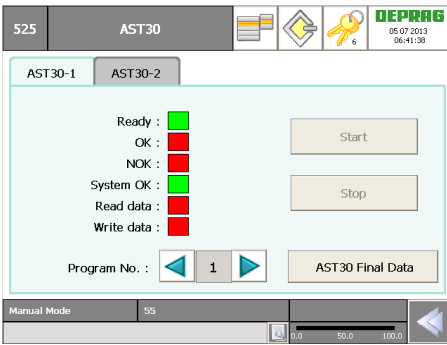 525
AST30
6
DEPRAG
05 07 2013
06:41:38
AST30-1
AST30-2
Ready :
OK :
NOK :
System OK :
Read data :
Write data :
Start
Stop
Program No. :
1
AST30 Final Data
Manual Mode
55
0.0 50.0 100.0